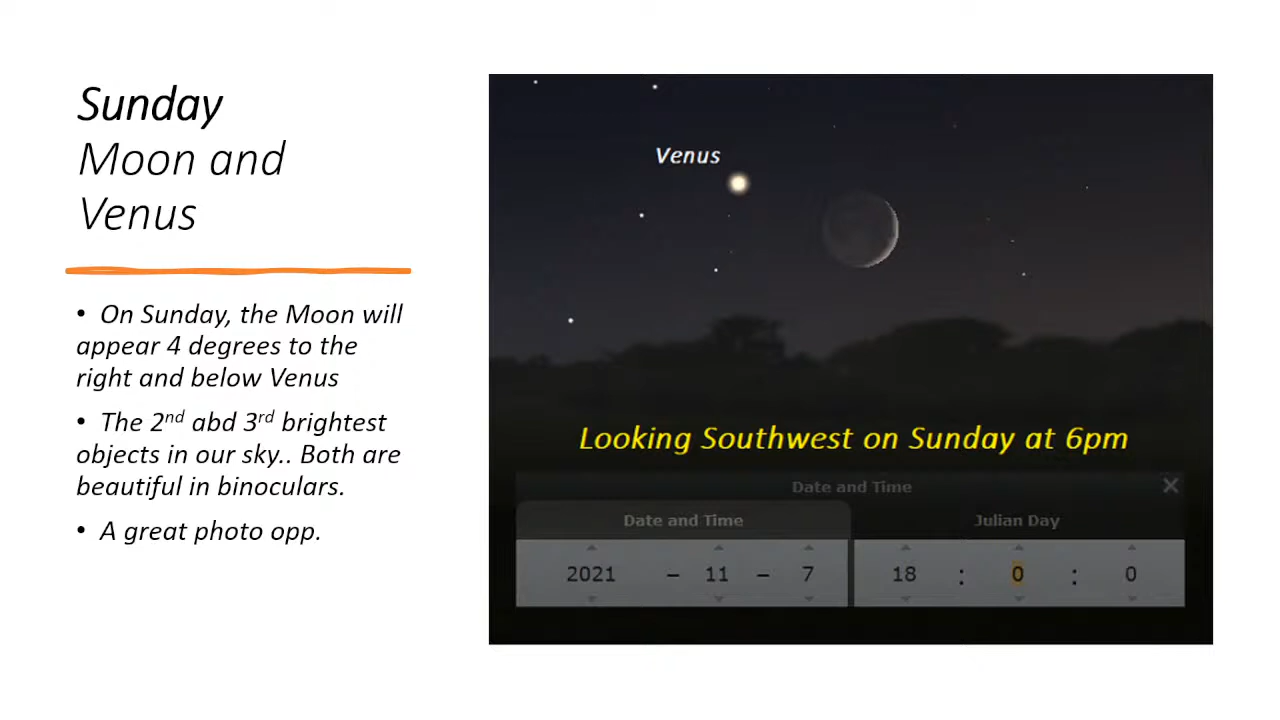 Sunday
Moon and
Venus
• On Sunday, the Moon will
appear 4 degrees to the
right and below Venus
• The 2nd abd 3rd brightest
objects in our sky.. Both are
beautiful in binoculars.
• A great photo opp.
Venus
Looking Southwest on Sunday at 6pm
Date and Time
Date and Time Julian Day
2021 – 11 – 7 18 : 0 : 0